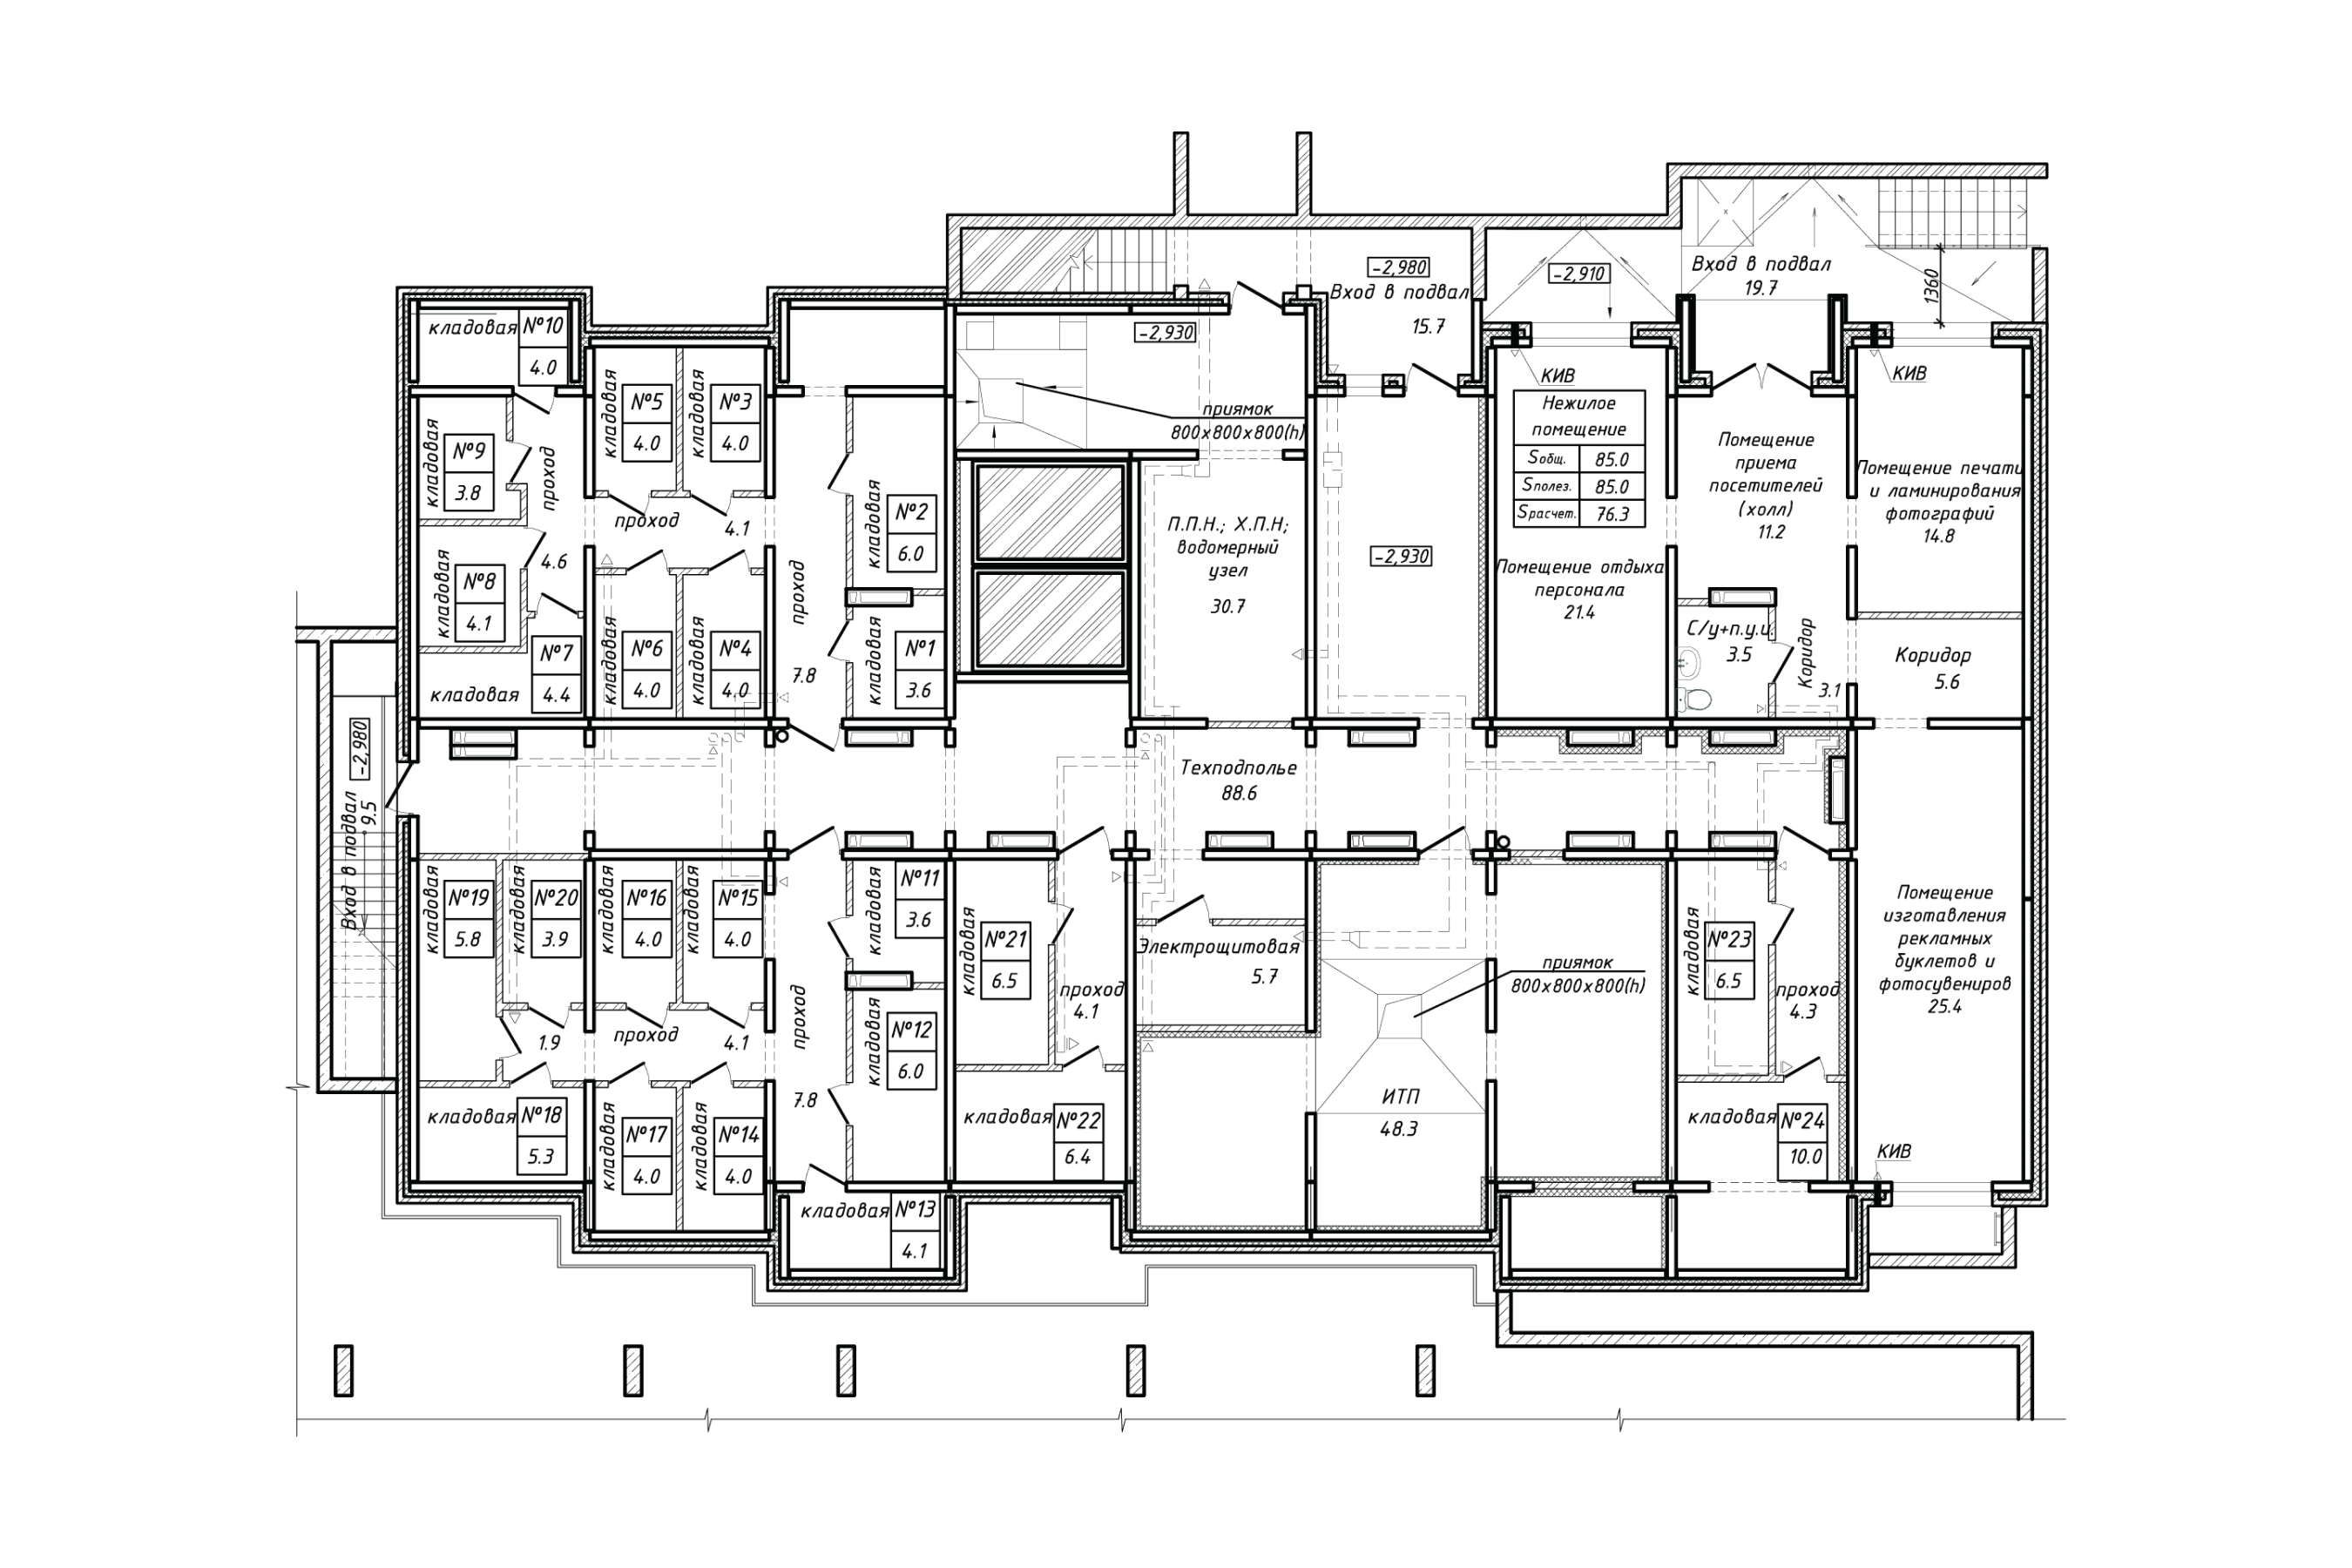 -2,980
Вход в подвал
15.7
-2,910
Вход в подвал
19.7
1360
кладовая
№10
4.0
-2,930
КИВ
КИВ
кладовая
№9
3.8
проход
кладовая
№5
4.0
кладовая
№3
4.0
приямок
800х800х800(h)
Нежилое
помещение
Sобщ. 85.0
Sполез. 85.0
Sрасчет. 76.3
Помещение
приема
посетителей
(холл)
11.2
Помещение печати
и ламинирования
фотографий
14.8
проход
4.1
кладовая
№2
6.0
П.П.Н.; Х.П.Н;
водомерный
узел
30.7
-2,930
Помещение отдыха
персонала
21.4
кладовая
№8
4.1
4.6
проход
7.8
кладовая
№7
4.4
кладовая
№6
4.0
кладовая
№4
4.0
кладовая
№1
3.6
С/у+п.у.и.
3.5
Коридор
3.1
Коридор
5.6
-2,980
Вход в подвал
9.5
Техподполье
88.6
кладовая
№19
5.8
кладовая
№20
3.9
кладовая
№16
4.0
кладовая
№15
4.0
кладовая
№11
3.6
кладовая
№21
6.5
Электрощитовая
5.7
кладовая
№23
6.5
Помещение
изготавления
рекламных
буклетов и
фотосувениров
25.4
приямок
800х800х800(h)
проход
4.1
проход
4.3
1.9
проход
4.1
проход
7.8
кладовая
№12
6.0
кладовая
№18
5.3
кладовая
№17
4.0
кладовая
№14
4.0
кладовая
№22
6.4
ИТП
48.3
кладовая
№24
10.0
КИВ
кладовая
№13
4.1